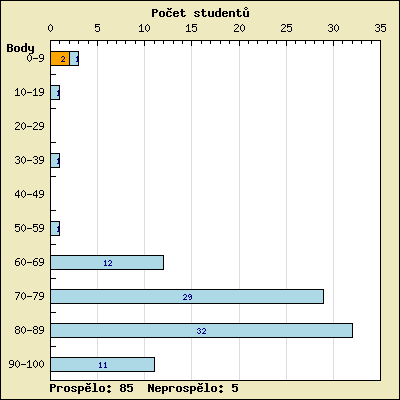 Počet studentů
0 5 10 15 20 25 30 35
Body
0-9 2 1
10-19 1
20-29
30-39 1
40-49
50-59 1
60-69 12
70-79 29
80-89 32
90-100 11
Prospělo: 85 Neprospělo: 5